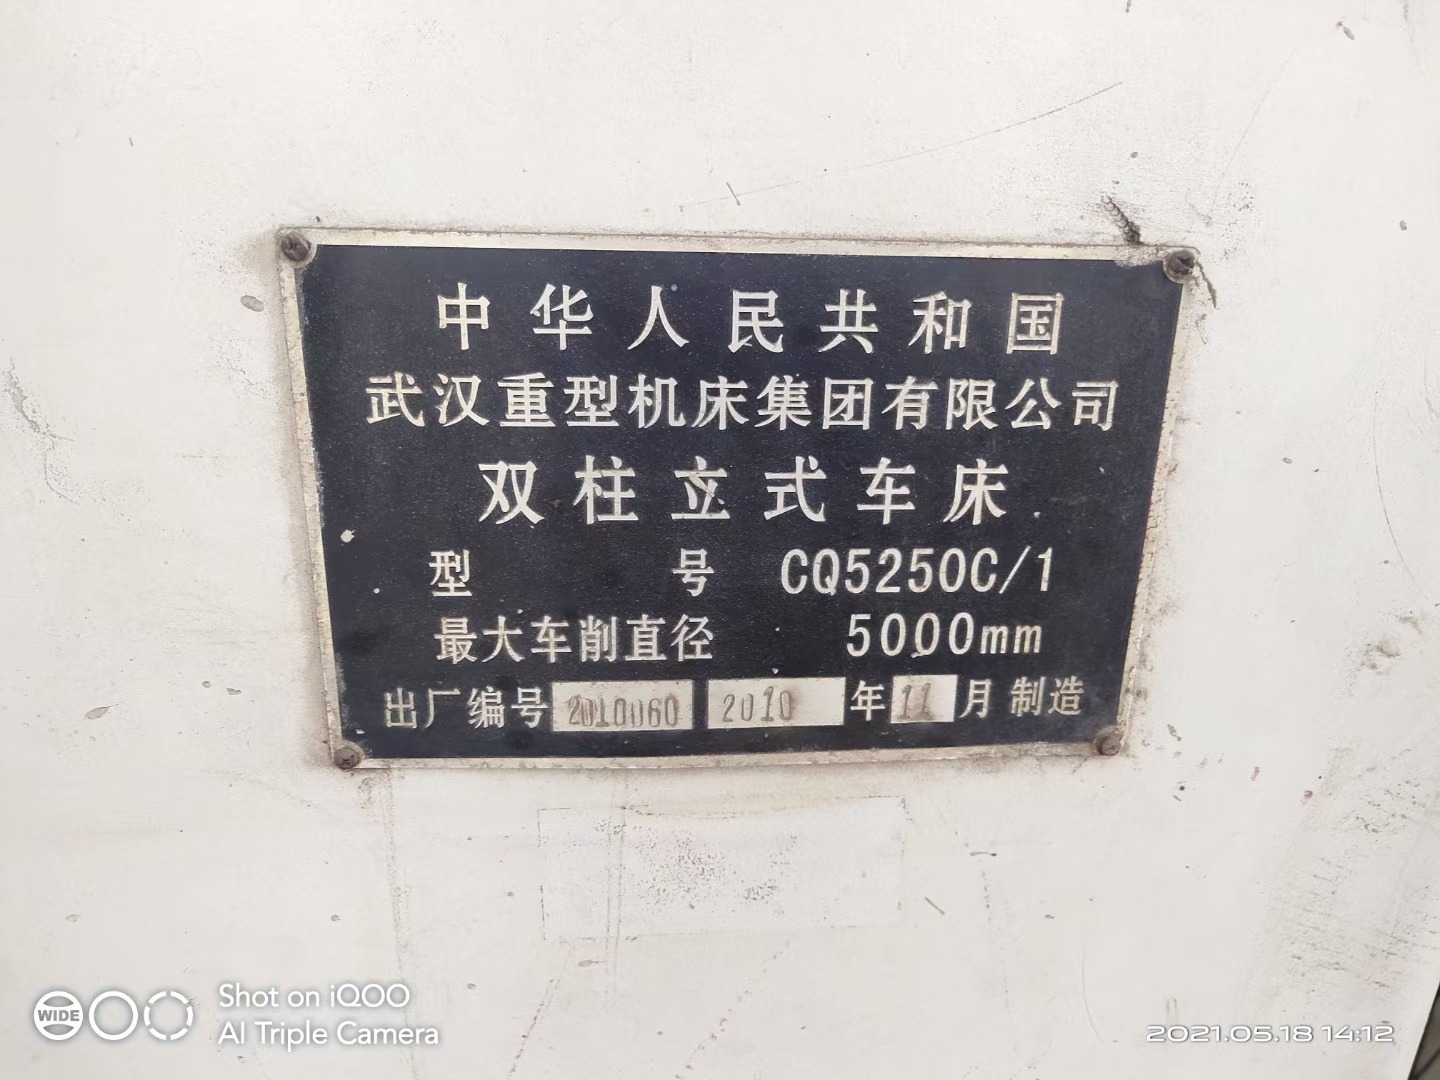 中华人民共和国
武汉重型机床集团有限公司
双柱立式车床
型 号 CQ5250C/1
最大车削直径 5000mm
出厂编号 2010060 2010 年 11 月 制造
WIDE
Shot on iQOO
AI Triple Camera
2021.05.18 14:12